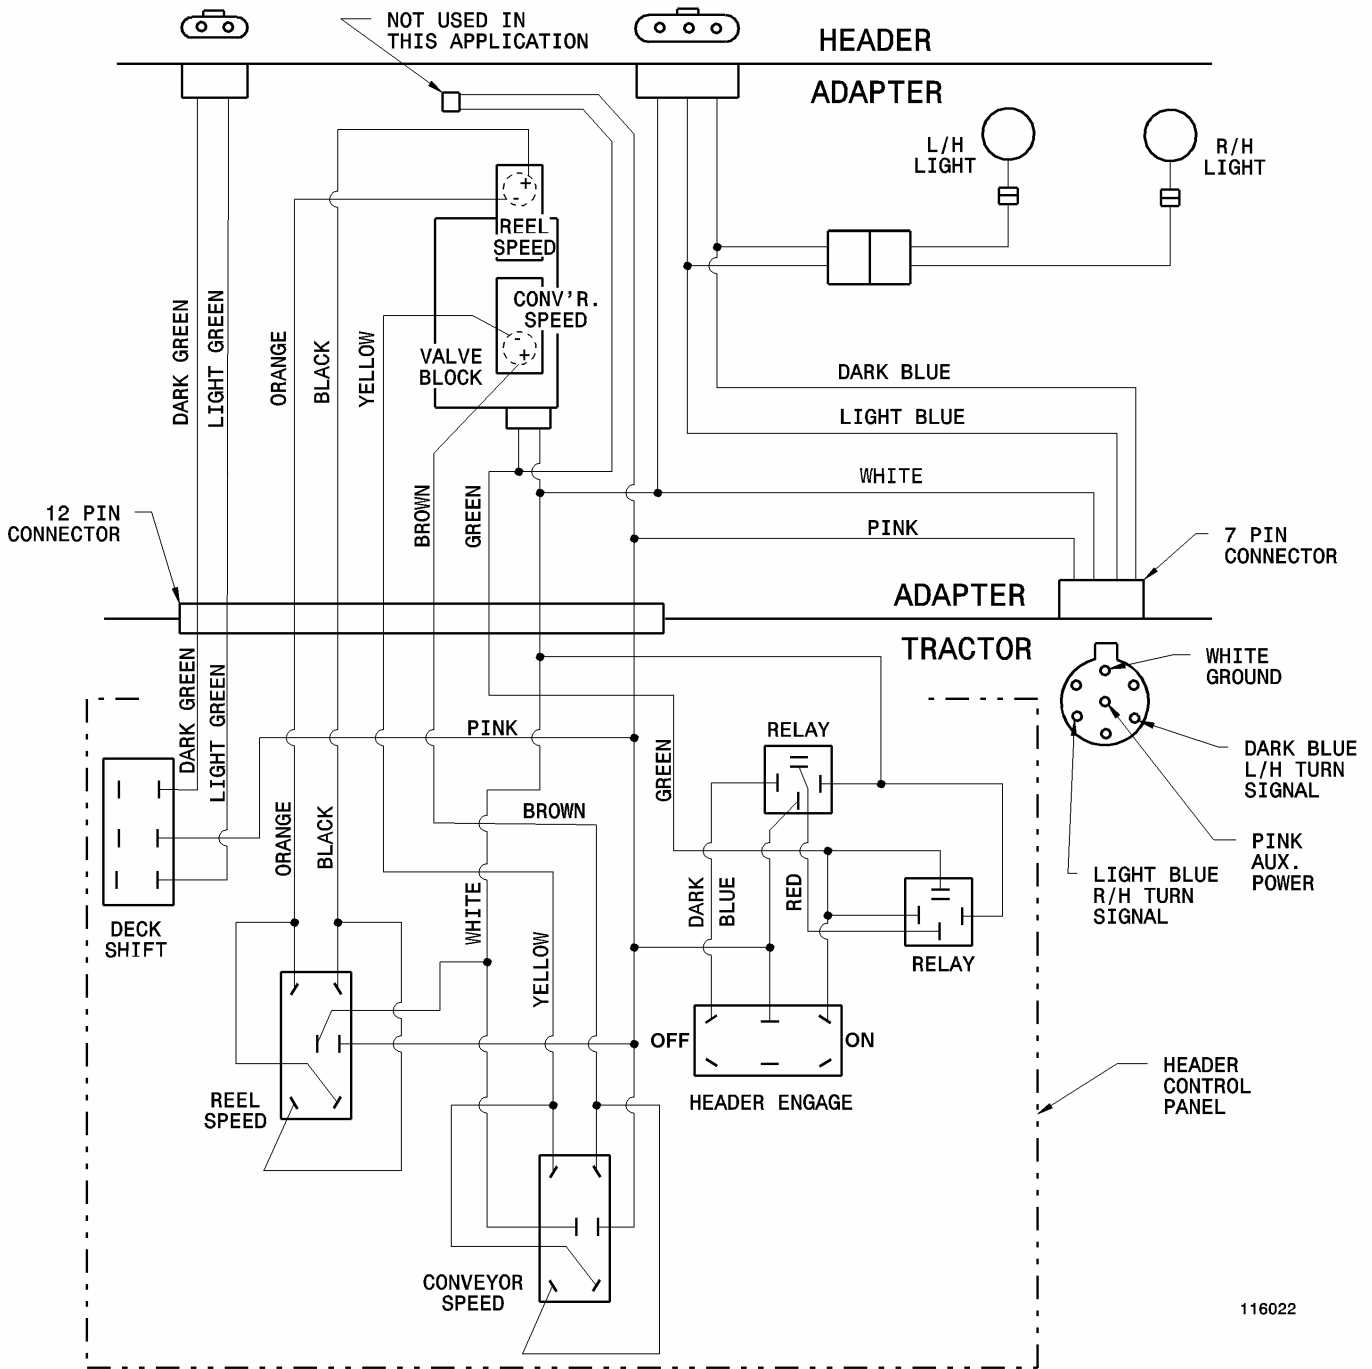 NOT USED IN
THIS APPLICATION
HEADER
ADAPTER
L/H
LIGHT
R/H
LIGHT
+
-
REEL
SPEED
CONV'R.
SPEED
-
+
VALVE
BLOCK
DARK GREEN
LIGHT GREEN
ORANGE
BLACK
YELLOW
BROWN
GREEN
DARK BLUE
LIGHT BLUE
WHITE
PINK
12 PIN
CONNECTOR
7 PIN
CONNECTOR
ADAPTER
TRACTOR
WHITE
GROUND
DARK BLUE
L/H TURN
SIGNAL
PINK
AUX.
POWER
LIGHT BLUE
R/H TURN
SIGNAL
DARK GREEN
LIGHT GREEN
PINK
RELAY
GREEN
BROWN
ORANGE
BLACK
DARK
BLUE
RED
WHITE
YELLOW
DECK
SHIFT
RELAY
OFF
ON
HEADER ENGAGE
HEADER
CONTROL
PANEL
REEL
SPEED
CONVEYOR
SPEED
116022